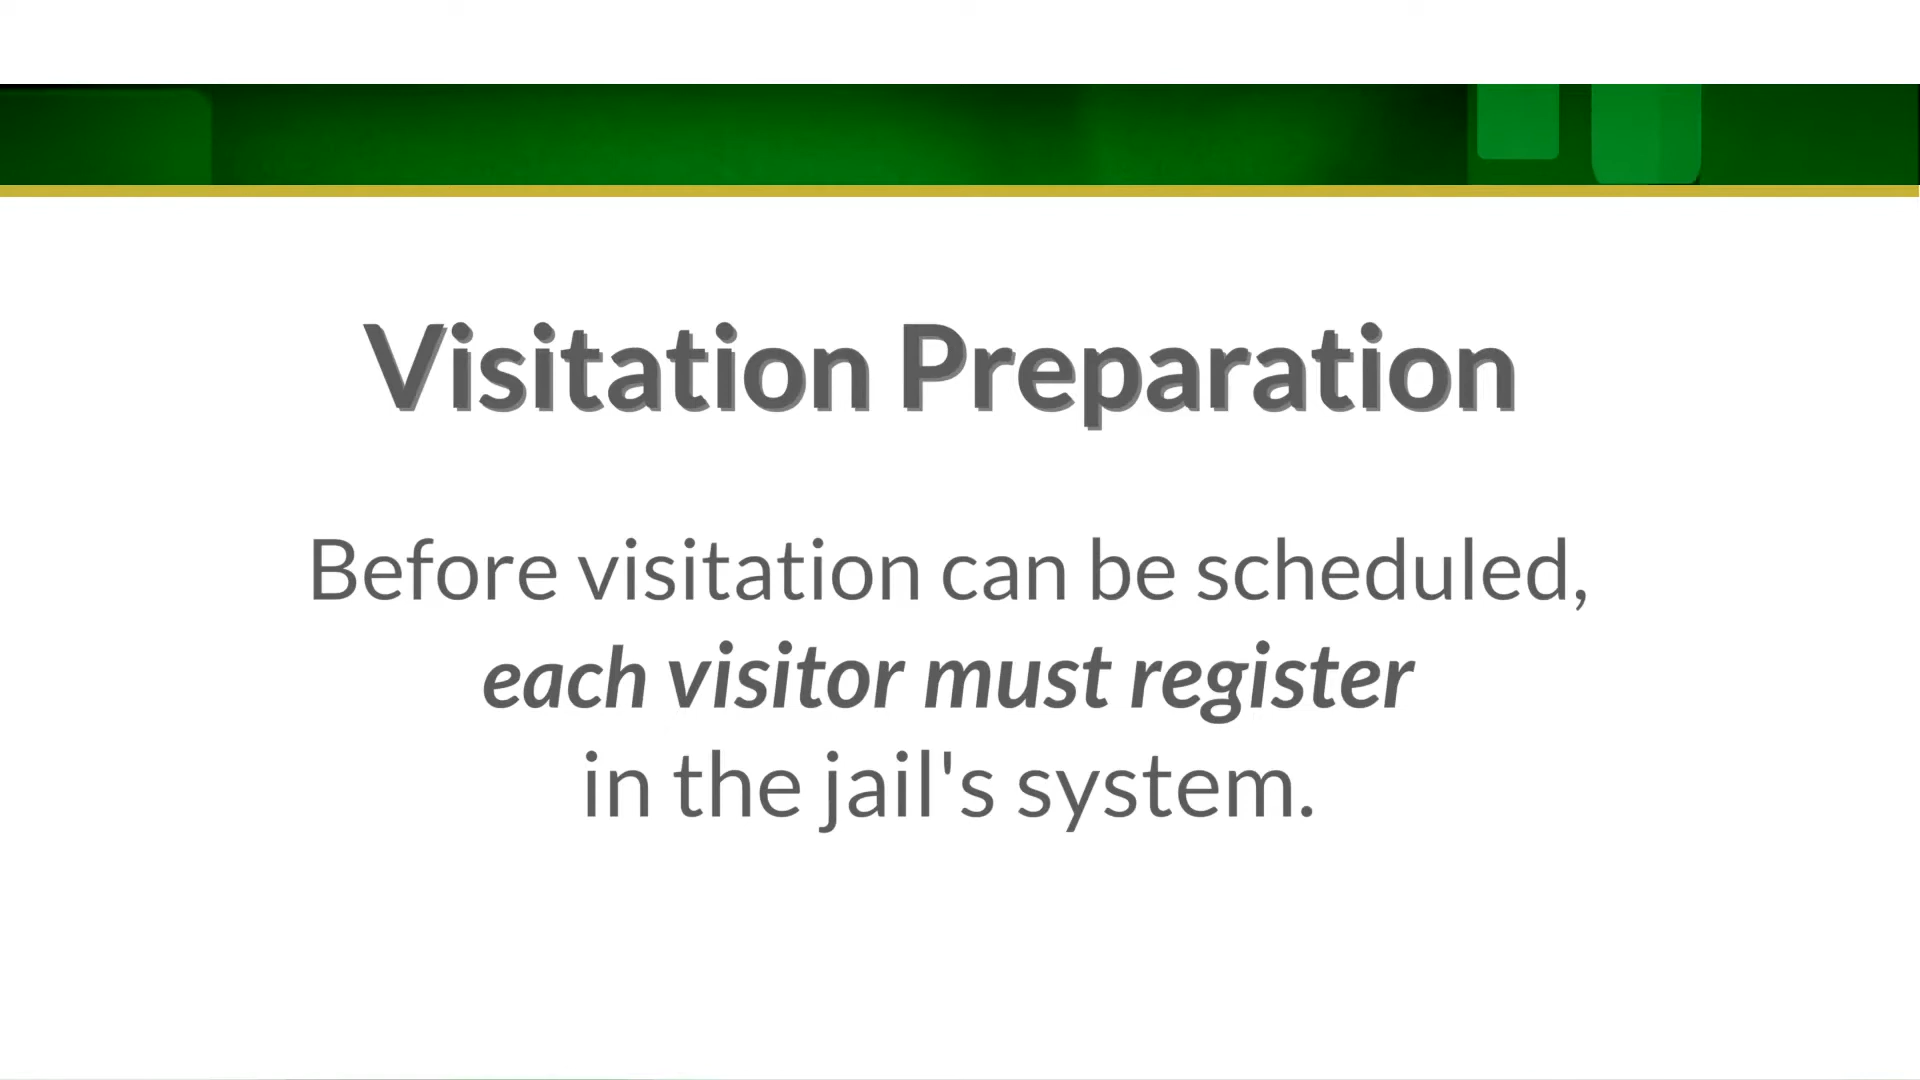 Visitation Preparation
Before visitation can be scheduled,
each visitor must register
in the jail's system.